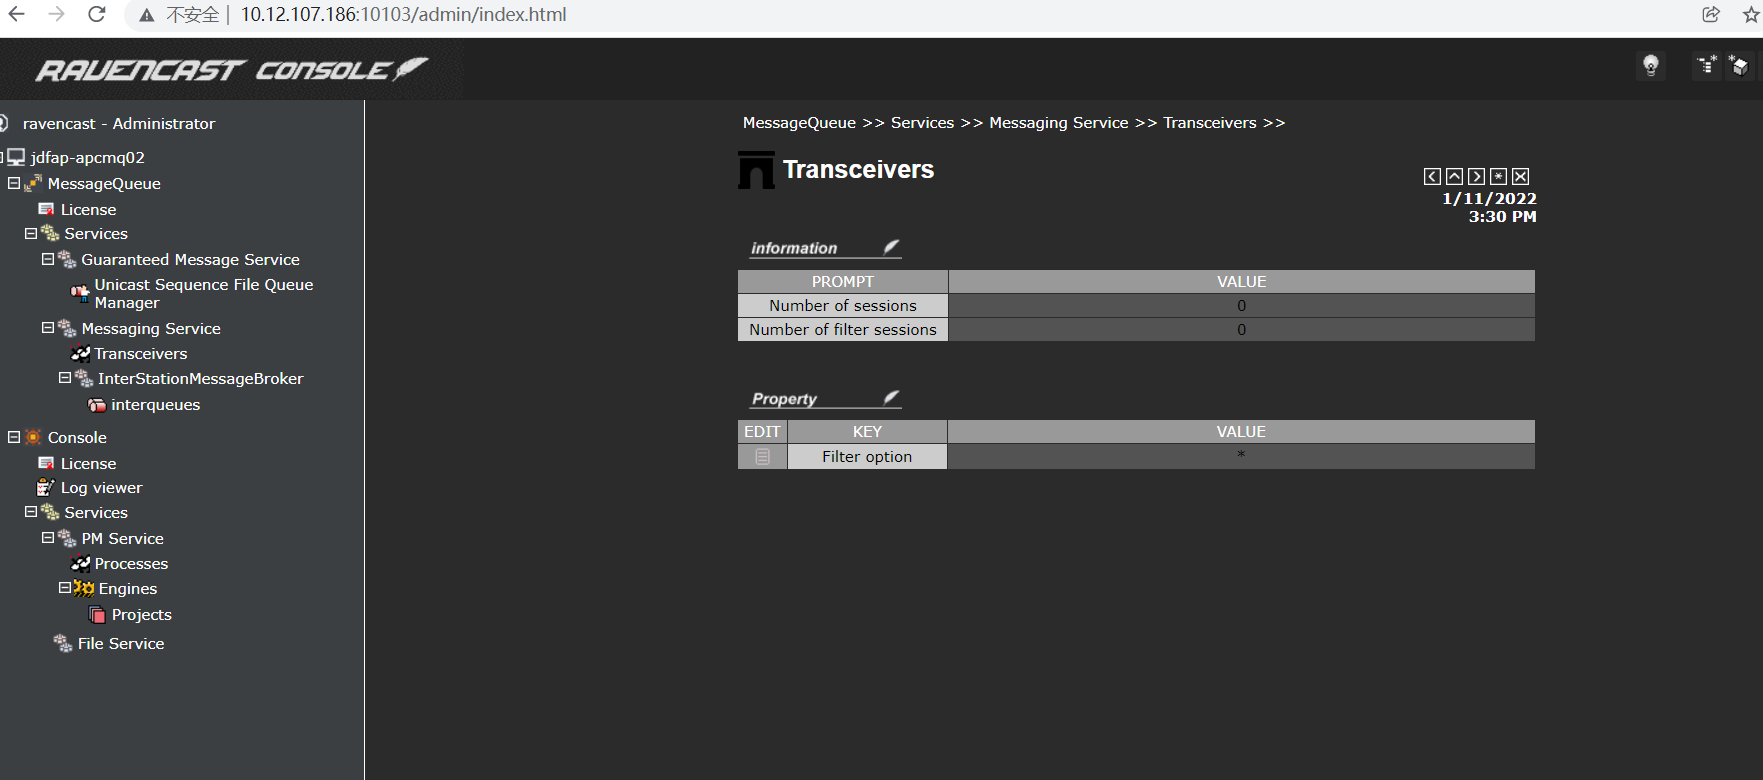 不安全 | 10.12.107.186:10103/admin/index.html
RAVENCAST CONSOLE
ravencast - Administrator
jdfap-apcmq02
MessageQueue
License
Services
Guaranteed Message Service
Unicast Sequence File Queue
Manager
Messaging Service
Transceivers
InterStationMessageBroker
interqueues
Console
License
Log viewer
Services
PM Service
Processes
Engines
Projects
File Service
MessageQueue >> Services >> Messaging Service >> Transceivers >>
Transceivers
1/11/2022
3:30 PM
information
PROMPT VALUE
Number of sessions 0
Number of filter sessions 0
Property
EDIT KEY VALUE
Filter option *